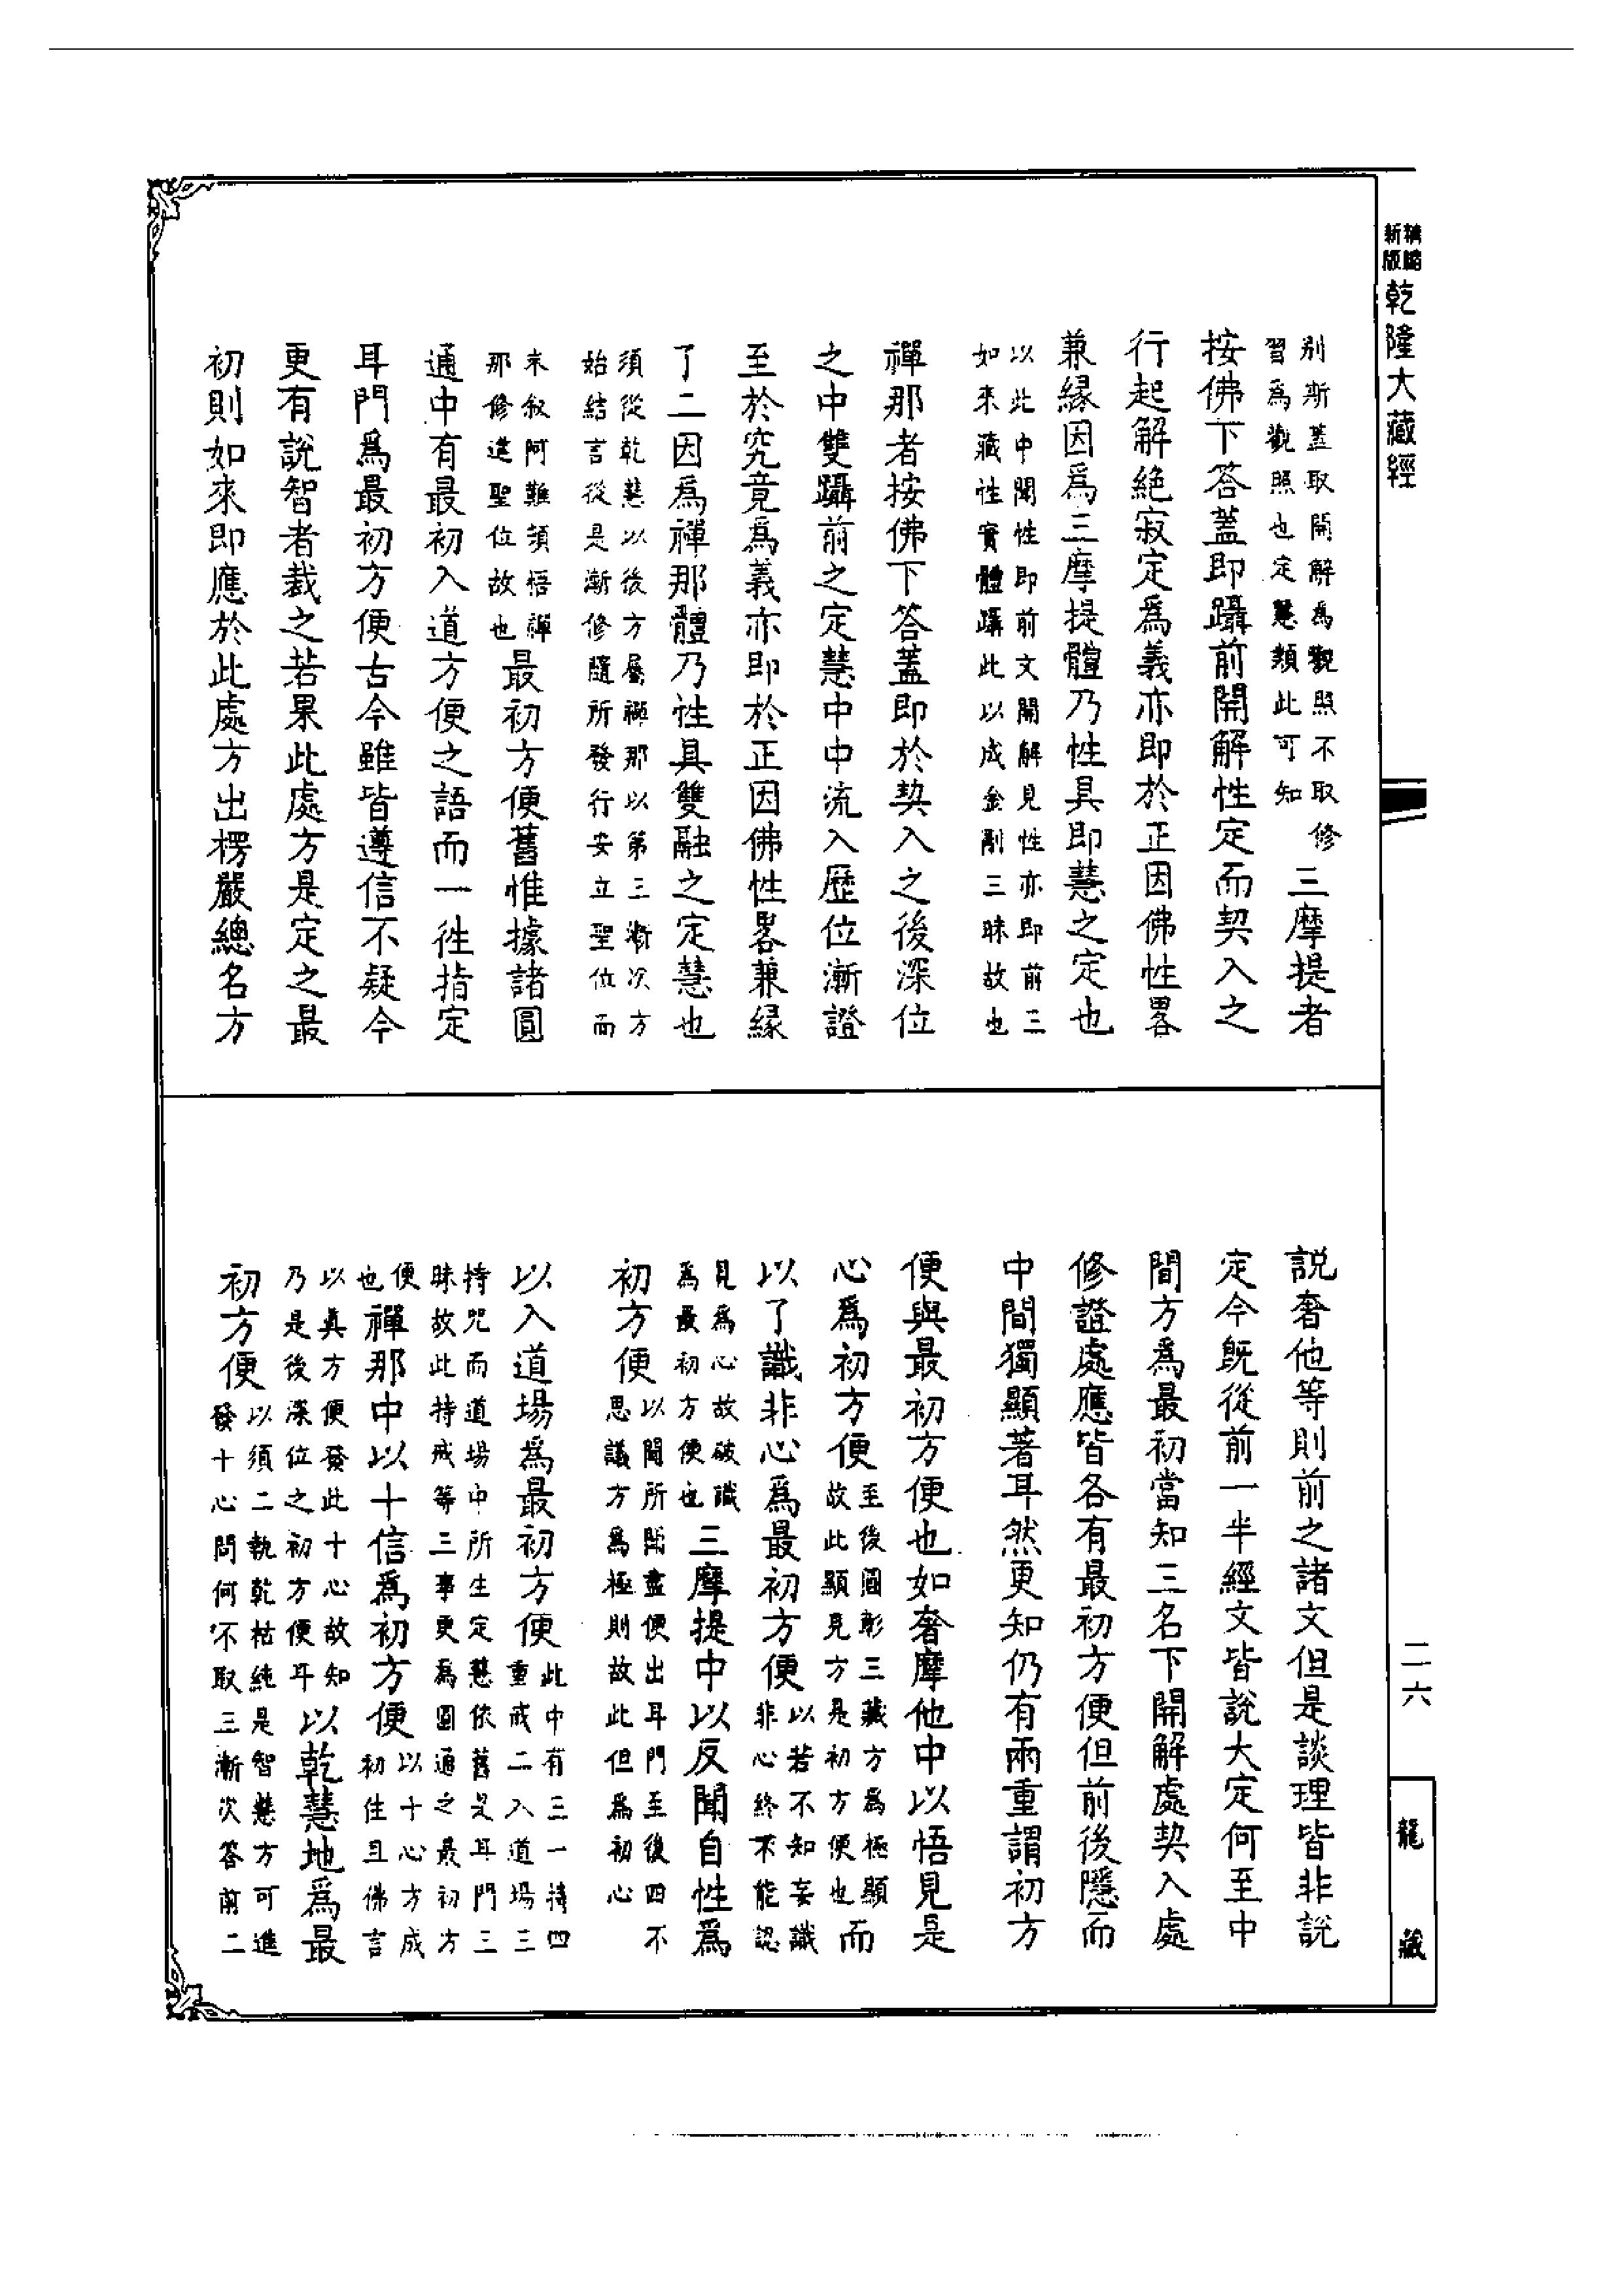 新版 精縮 乾隆大藏經
別斯蓋取開解為觀照不取修
習為觀照也定慧類此可知 三摩提者
按佛下答蓋即躡前開解性定而契入之
行起解絕寂定爲義亦即於正因佛性畧
兼緣因爲三摩提體乃性具即慧之定也
以此中聞性即前文開解見性亦即前三
如來藏性實體躡此以成金剛三昧故也
禪那者按佛下答蓋即於契入之後深位
之中雙躡前之定慧中中流入歷位漸證
至於究竟爲義亦即於正因佛性畧兼緣
了二因爲禪那體乃性具雙融之定慧也
須從乾慧以後方屬禪那以第三漸次方
始結言從是漸修隨所發行安立聖位而
來叙阿難頓悟禪
那修進聖位故也 最初方便舊惟據諸圓
通中有最初入道方便之語而一徃指定
耳門爲最初方便古今雖皆遵信不疑今
更有說智者裁之若果此處方是定之最
初則如來即應於此處方出楞嚴總名方
說奢他等則前之諸文但是談理皆非說
定今旣從前一半經文皆說大定何至中
間方爲最初當知三名下開解處契入處
修證處應皆各有最初方便但前後隱而
中間獨顯著耳然更知仍有兩重謂初方
便與最初方便也如奢摩他中以悟見是
心爲初方便 至後圓彰三藏方為極顯
故此顯見方是初方便也 而
以了識非心爲最初方便 以若不知妄識
非心終不能認
見為心故破識
為最初方便也 三摩提中以反聞自性爲
初方便 以聞所聞盡便出耳門至後四不
思議方為極則故此但為初心
以入道場爲最初方便 此中有三一持四
重戒二入道場三
持咒而道場中所生定慧依舊是耳門三
昧故此持戒等三事更為圓通之最初方
便
也 禪那中以十信爲初方便 以十心方成
初住且佛言
以真方便發此十心故知
乃是後深位之初方便耳 以乾慧地爲最
初方便 以須二執乾枯純是智慧方可進
發十心問何不取三漸次答前二
二六
龍藏